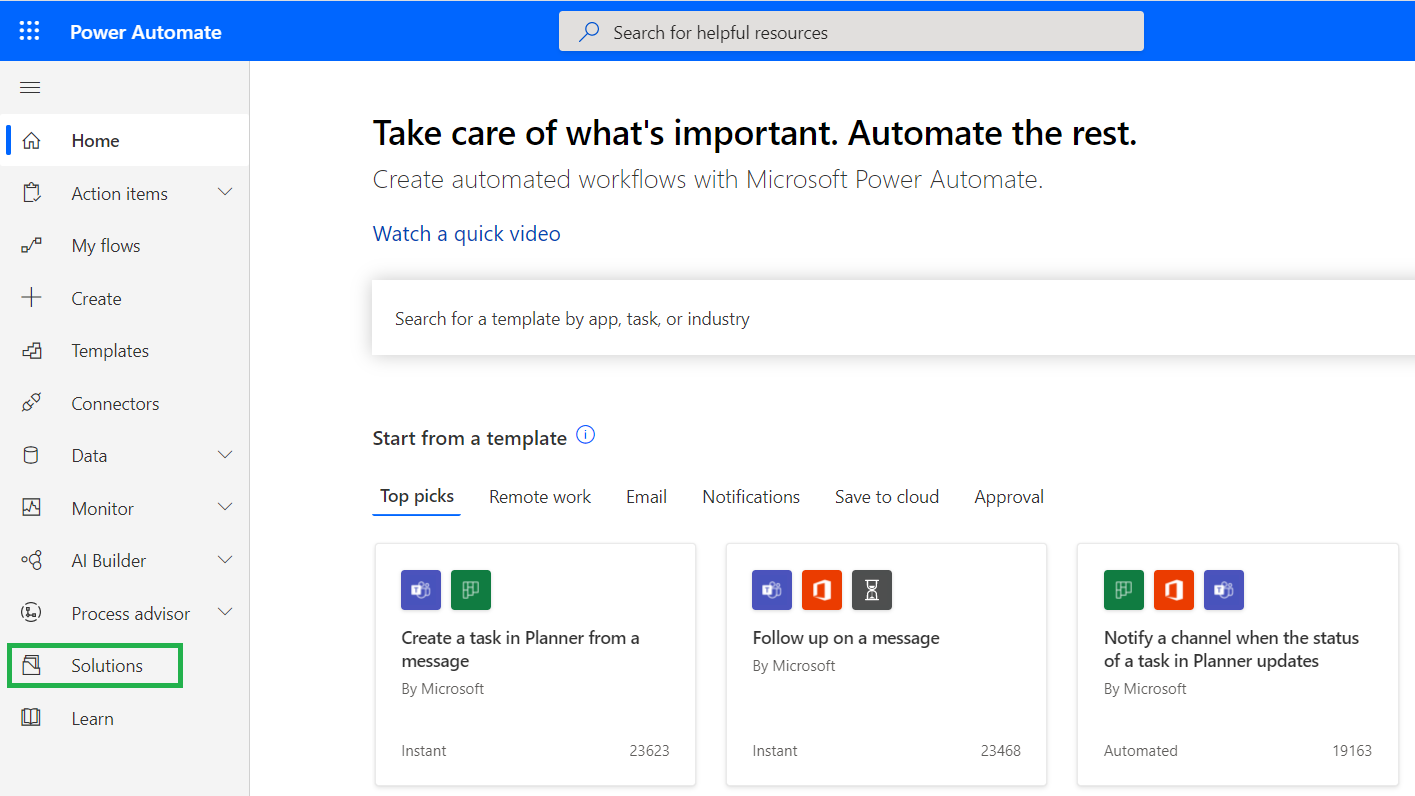 Power Automate
Search for helpful resources
Home
Action items
My flows
Create
Templates
Connectors
Data
Monitor
AI Builder
Process advisor
Solutions
Learn
Take care of what's important. Automate the rest.
Create automated workflows with Microsoft Power Automate.
Watch a quick video
Search for a template by app, task, or industry
Start from a template
Top picks Remote work Email Notifications Save to cloud Approval
Create a task in Planner from a
message
By Microsoft
Instant 23623
Follow up on a message
By Microsoft
Instant 23468
Notify a channel when the status
of a task in Planner updates
By Microsoft
Automated 19163